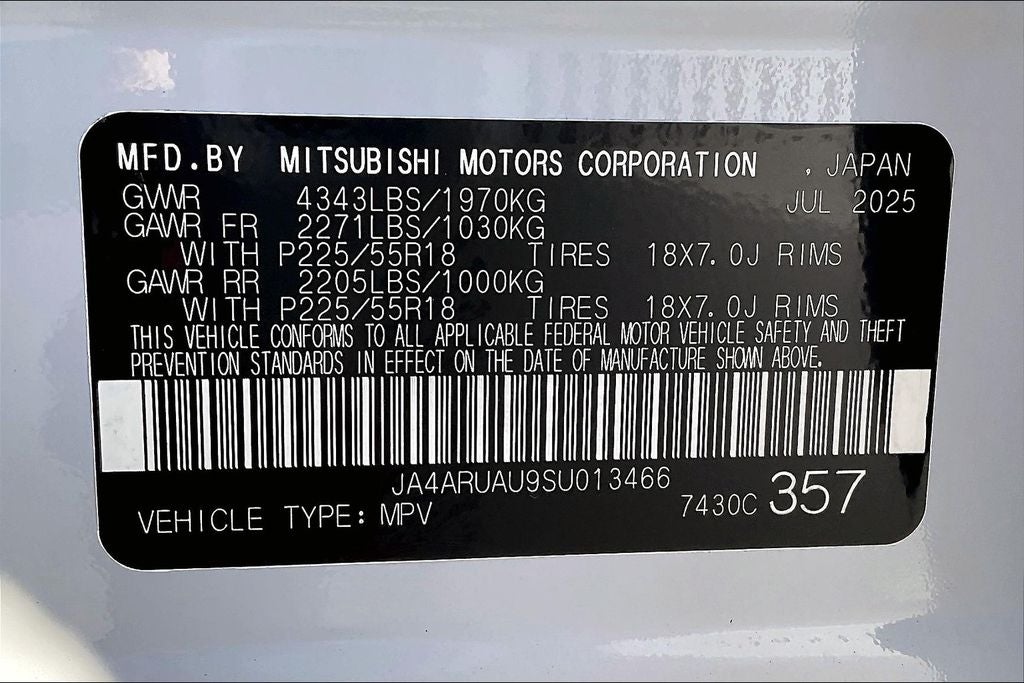 MFD.BY MITSUBISHI MOTORS CORPORATION , JAPAN
GWWR 4343LBS/1970KG JUL 2025
GAWR FR 2271LBS/1030KG
WITH P225/55R18 TIRES 18X7.0J RIMS
GAWR RR 2205LBS/1000KG
WITH P225/55R18 TIRES 18X7.0J RIMS
THIS VEHICLE CONFORMS TO ALL APPLICABLE FEDERAL MOTOR VEHICLE SAFETY AND THEFT
PREVENTION STANDARDS IN EFFECT ON THE DATE OF MANUFACTURE SHOWN ABOVE.
JA4ARUAU9SU013466
VEHICLE TYPE: MPV 7430C 357